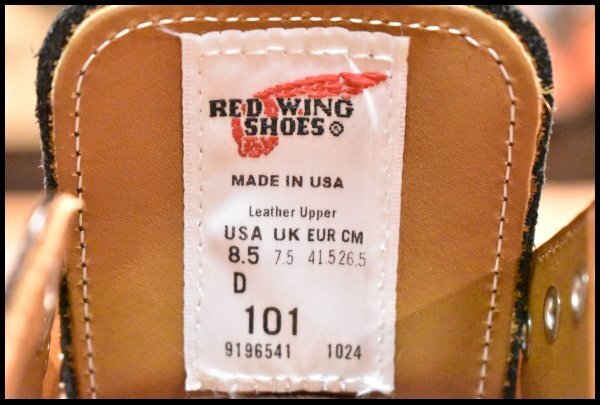 RED WING
SHOES ®
MADE IN USA
Leather Upper
USA UK EUR CM
8.5 7.5 41.5 26.5
D
101
9196541 1024